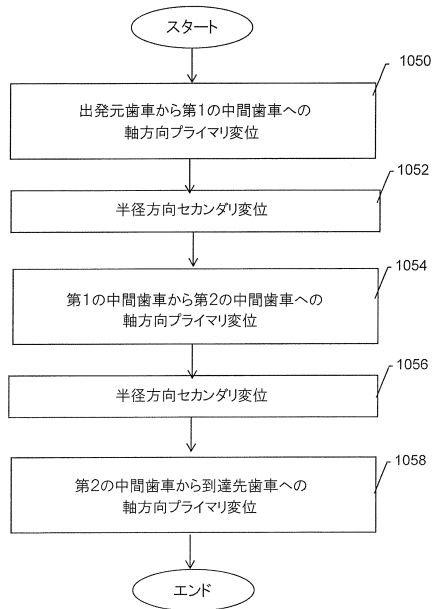 スタート
1050
出発元歯車から第1の中間歯車への
軸方向プライマリ変位
1052
半径方向セカンダリ変位
1054
第1の中間歯車から第2の中間歯車への
軸方向プライマリ変位
1056
半径方向セカンダリ変位
1058
第2の中間歯車から到達先歯車への
軸方向プライマリ変位
エンド